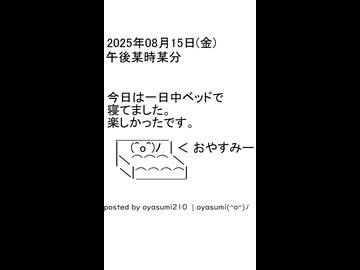 2025年08月15日(金)
午後某時某分
今日は一日中ベッドで
寝てました。
楽しかったです。
(^o^)ﾉ < おやすみー
posted by oyasumi210 | oyasumi(^o^)ﾉ